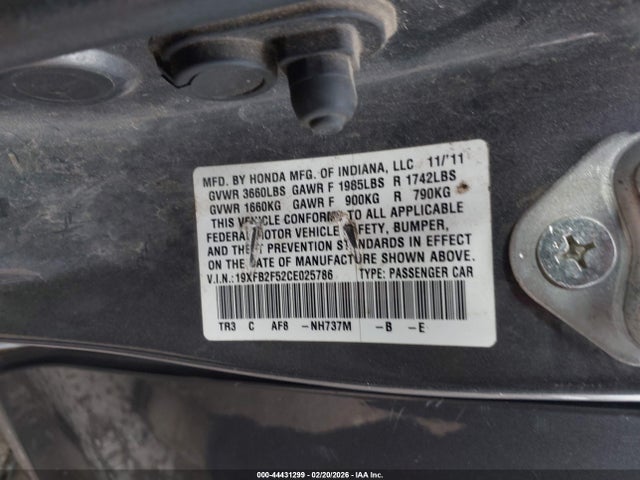 MFD. BY HONDA MFG. OF INDIANA, LLC 11/'11
GVWR 3660LBS GAWR F 1985LBS R 1742LBS
GVWR 1660KG GAWR F 900KG R 790KG
THIS VEHICLE CONFORMS TO ALL APPLICABLE
FEDERAL MOTOR VEHICLE SAFETY, BUMPER,
AND THEFT PREVENTION STANDARDS IN EFFECT
ON THE DATE OF MANUFACTURE SHOWN ABOVE.
V.I.N.: 19XFB2F52CE025786 TYPE: PASSENGER CAR
TR3 C AF8 -NH737M -B -E
000-44431299 - 02/20/2026 - IAA Inc.